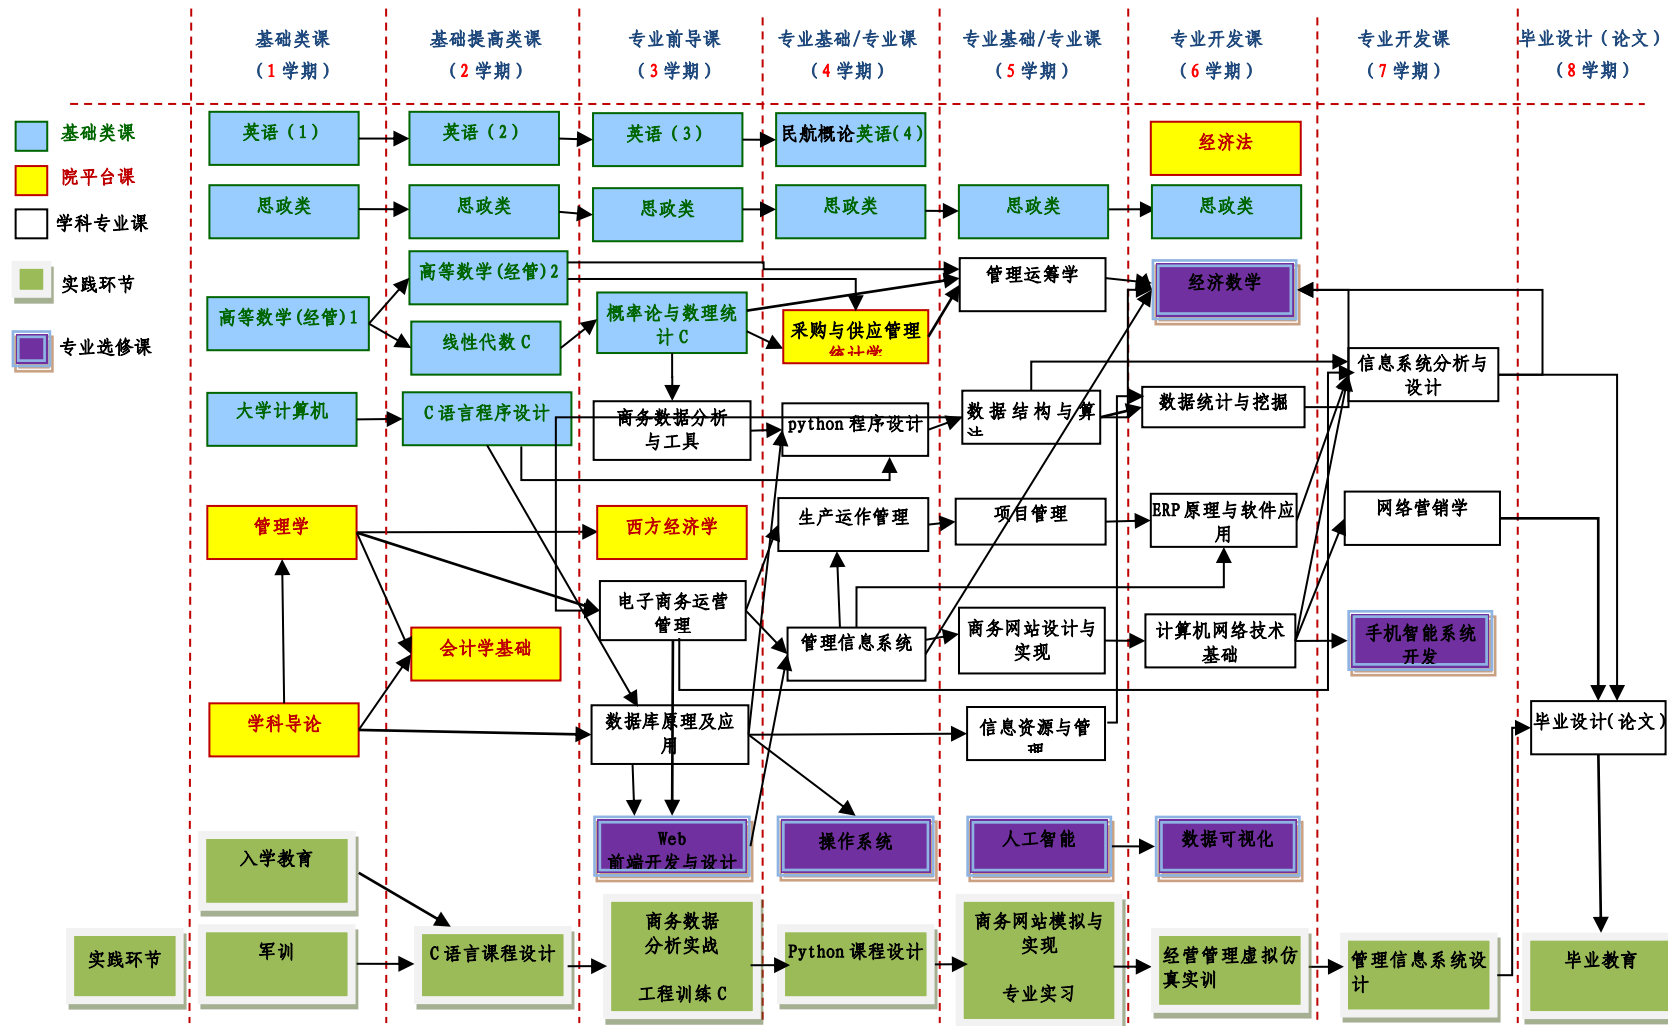 基础类课
（1 学期）
基础提高类课
（2 学期）
专业前导课
（3 学期）
专业基础/专业课
（4 学期）
专业基础/专业课
（5 学期）
专业开发课
（6 学期）
专业开发课
（7 学期）
毕业设计（论文）
（8 学期）
基础类课
院平台课
学科专业课
实践环节
专业选修课
英语（1）
英语（2）
英语（3）
民航概论英语(4)
经济法
思政类
思政类
思政类
思政类
思政类
思政类
高等数学(经管)1
高等数学(经管)2
线性代数 C
概率论与数理统
计 C
采购与供应管理
统计学
管理运筹学
经济数学
信息系统分析与
设计
大学计算机
C 语言程序设计
商务数据分析
与工具
python 程序设计
数据结构与算
法
数据统计与挖掘
管理学
西方经济学
生产运作管理
项目管理
ERP 原理与软件应
用
网络营销学
电子商务运营
管理
会计学基础
管理信息系统
商务网站设计与
实现
计算机网络技术
基础
手机智能系统
开发
学科导论
数据库原理及应
用
信息资源与管
理
毕业设计(论文)
Web
前端开发与设计
操作系统
人工智能
数据可视化
入学教育
实践环节
军训
C 语言课程设计
商务数据
分析实战
工程训练 C
Python 课程设计
商务网站模拟与
实现
专业实习
经营管理虚拟仿
真实训
管理信息系统设
计
毕业教育